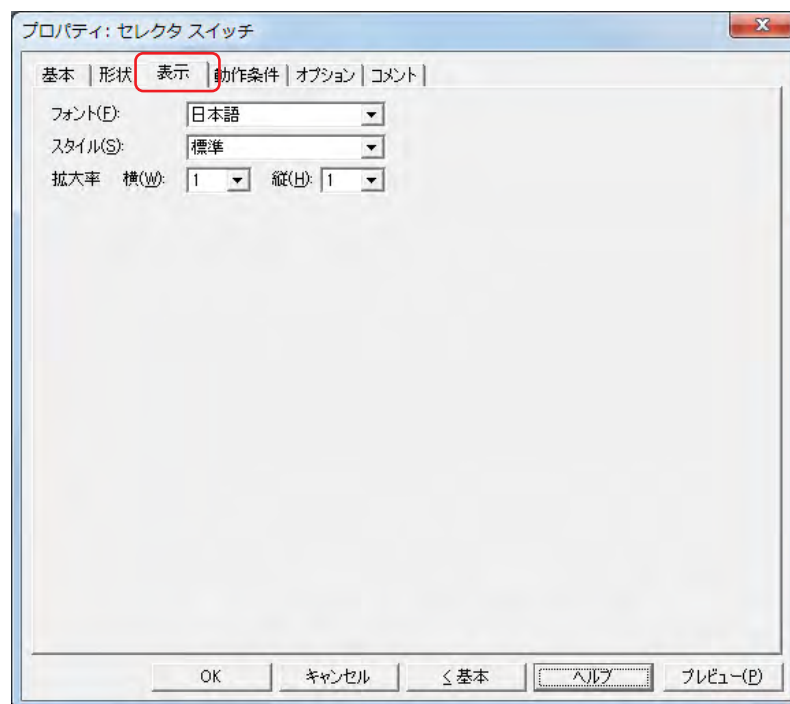 プロパティ: セレクタ スイッチ
基本 形状 表示 動作条件 オプション コメント
フォント(F): 日本語
スタイル(S): 標準
拡大率 横(W): 1 縦(H): 1
OK キャンセル < 基本 ヘルプ プレビュー(P)